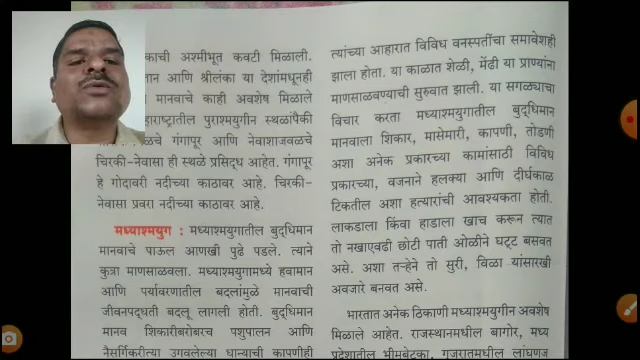 काची अश्मीभूत कवटी मिळाली.
आणि श्रीलंका या देशांमधूनही
मानवाचे काही अवशेष मिळाले
पुराश्मयुगीन स्थळांपैकी
गंगापूर आणि नेवाशाजवळचे
चिरकी-नेवासा ही स्थळे प्रसिद्ध आहेत. गंगापूर
हे गोदावरी नदीच्या काठावर आहे. चिरकी-
नेवासा प्रवरा नदीच्या काठावर आहे.
मध्याश्मयुग : मध्याश्मयुगातील बुद्धिमान
मानवाचे पाऊल आणखी पुढे पडले. त्याने
कुत्रा माणसाळवला. मध्याश्मयुगामध्ये हवामान
आणि पर्यावरणातील बदलांमुळे मानवाची
जीवनपद्धती बदलू लागली होती. बुद्धिमान
मानव शिकारीबरोबरच पशुपालन आणि
नैसर्गिकरीत्या उगवलेल्या धान्याची कापणीही
त्यांच्या आहारात विविध वनस्पतींचा समावेशही
झाला होता. या काळात शेळी, मेंढी या प्राण्यांना
माणसाळवण्याची सुरुवात झाली. या सगळ्याचा
विचार करता मध्याश्मयुगातील बुद्धिमान
मानवाला शिकार, मासेमारी, कापणी, तोडणी
अशा अनेक प्रकारच्या कामांसाठी विविध
प्रकारच्या, वजनाने हलक्या आणि दीर्घकाळ
टिकतील अशा हत्यारांची आवश्यकता होती.
लाकडाला किंवा हाडाला खाच करून त्यात
तो नखाएवढी छोटी पाती ओळीने घट्ट बसवत
असे. अशा तऱ्हेने तो सुरी, विळा यांसारखी
अवजारे बनवत असे.
भारतात अनेक ठिकाणी मध्याश्मयुगीन अवशेष
मिळाले आहेत. राजस्थानमधील बागोर, मध्य
प्रदेशातील भीमबेटका, गुजरातमधील लांघणज